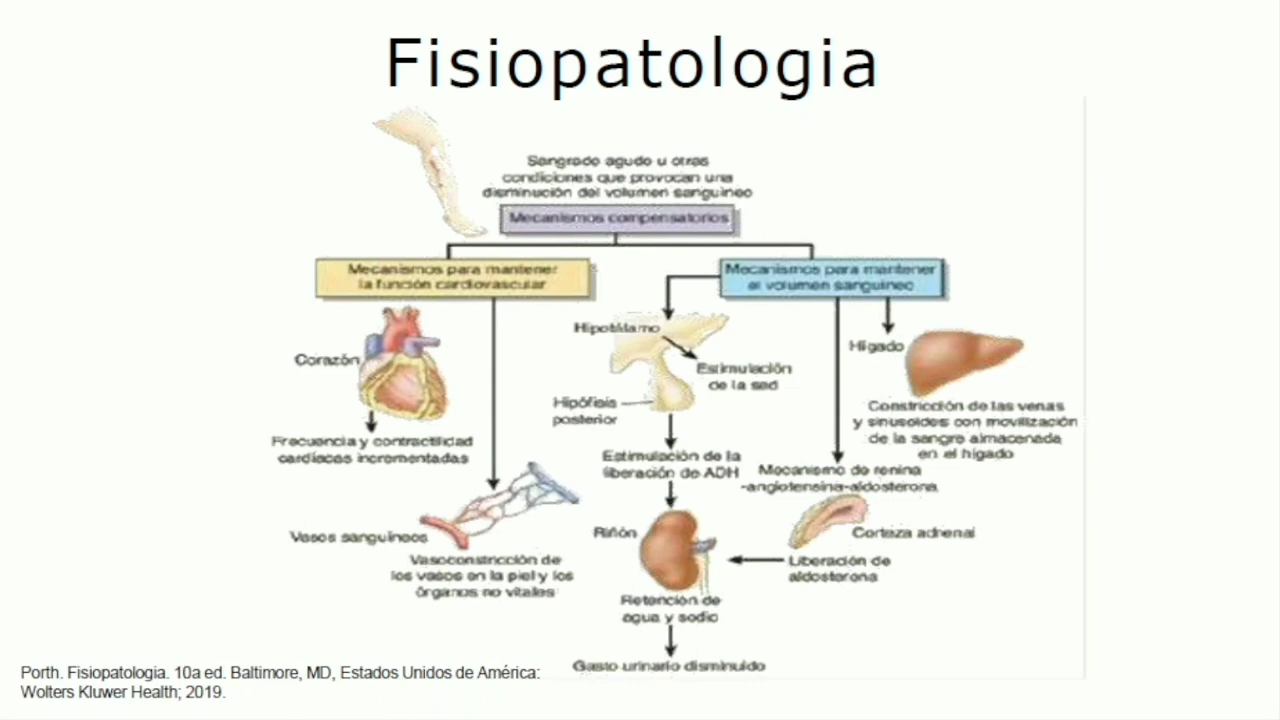 Fisiopatologia
Sangrado agudo u otras
condiciones que provocan una
disminución del volumen sanguíneo
Mecanismos compensatorios
Mecanismos para mantener
la función cardiovascular
Mecanismos para mantener
el volumen sanguíneo
Corazón
Frecuencia y contractilidad
cardíacas incrementadas
Vasos sanguíneos
Vasoconstricción de
los vasos en la piel y los
órganos no vitales
Hipotálamo
Estimulación
de la sed
Hipófisis
posterior
Estimulación de la
liberación de ADH
Riñón
Retención de
agua y sodio
Gasto urinario disminuido
Mecanismo de renina
-angiotensina-aldosterona
Corteza adrenal
Liberación de
aldosterona
Hígado
Constricción de las venas
y sinusoides con movilización
de la sangre almacenada
en el hígado
Porth. Fisiopatologia. 10a ed. Baltimore, MD, Estados Unidos de América:
Wolters Kluwer Health; 2019.